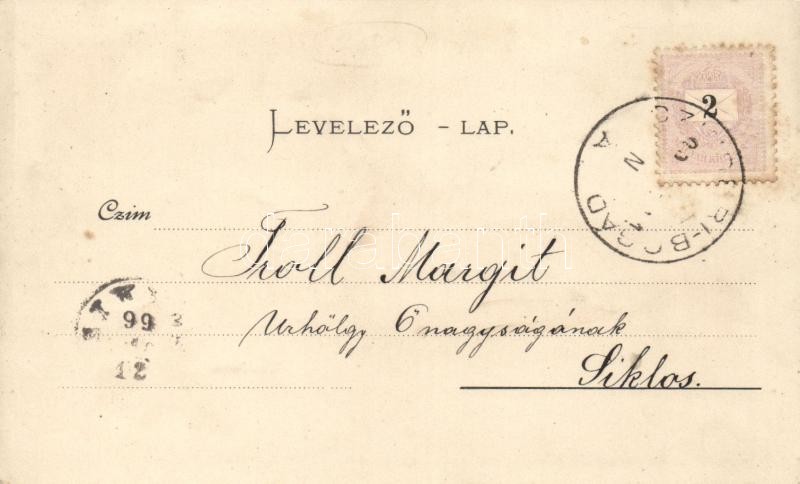 2
LEVELEZŐ - LAP.
Czim
Troll Margit
Urhölgy Őnagyságának
Siklos.
99
12